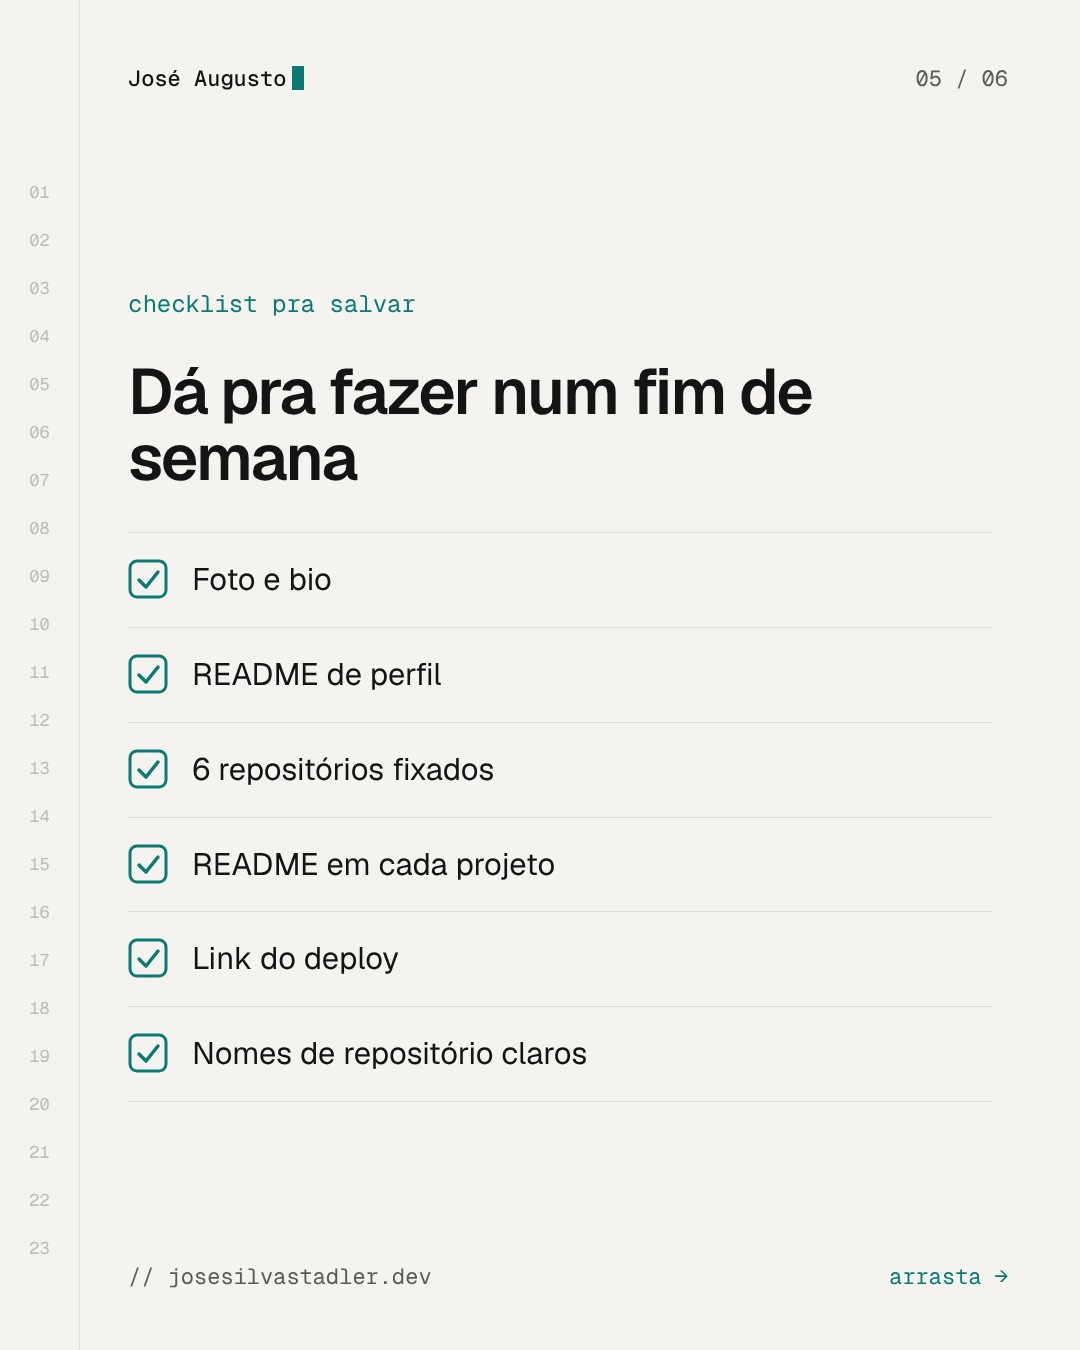 José Augusto
05 / 06
01
02
03
checklist pra salvar
04
05
Dá pra fazer num fim de
06
semana
07
08
09
Foto e bio
10
11
README de perfil
12
13
6 repositórios fixados
14
15
README em cada projeto
16
17
Link do deploy
18
19
Nomes de repositório claros
20
21
22
23
// josesilvastadler.dev
arrasta →